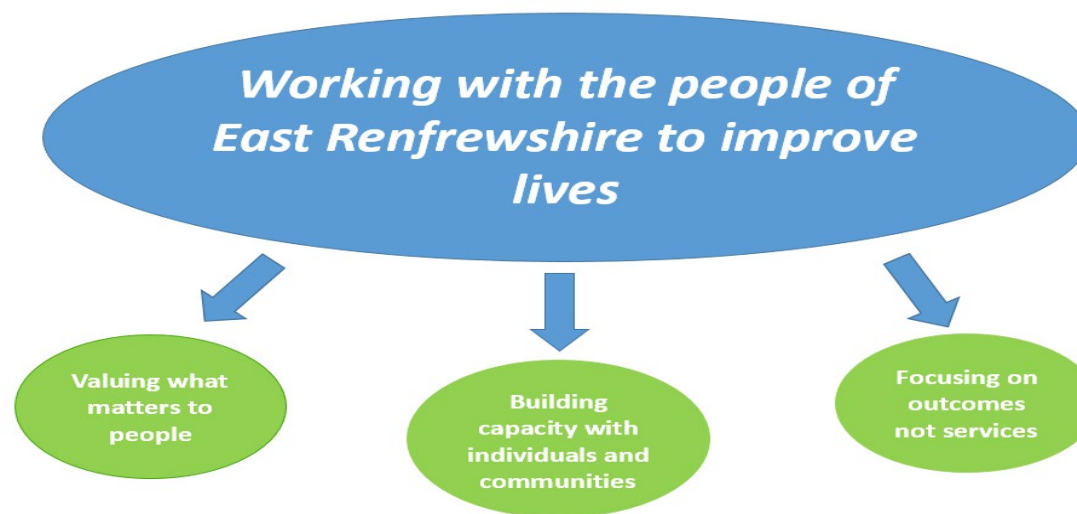 Working with the people of
East Renfrewshire to improve
lives
Valuing what
matters to
people
Building
capacity with
individuals and
communities
Focusing on
outcomes
not services